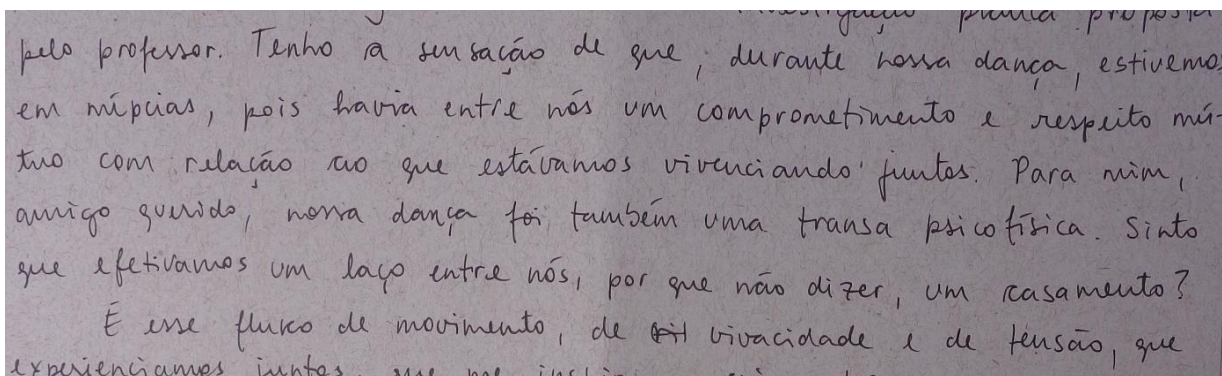 proposta
pelo professor. Tenho a sensação de que, durante nossa dança, estivemos
em núpcias, pois havia entre nós um comprometimento e respeito mú-
tuo com relação ao que estávamos vivenciando juntos. Para mim,
amigo querido, nossa dança foi também uma transa psicofísica. Sinto
que efetivamos um laço entre nós, por que não dizer, um casamento?
É esse fluxo de movimento, de vivacidade e de tensão, que
experienciamos juntos